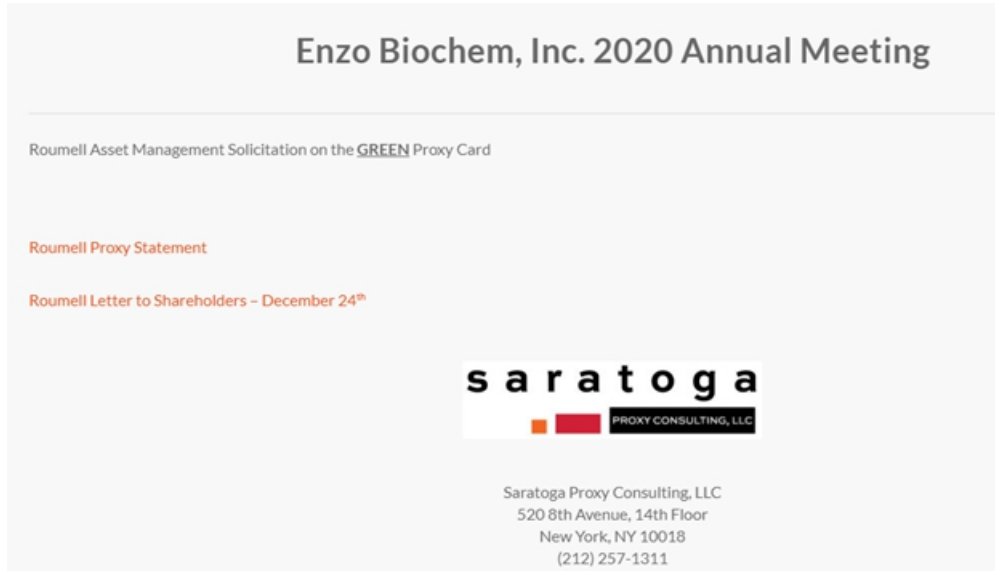 Enzo Biochem, Inc. 2020 Annual Meeting
Roumell Asset Management Solicitation on the GREEN Proxy Card
Roumell Proxy Statement
Roumell Letter to Shareholders – December 24th
saratoga
PROXY CONSULTING, LLC
Saratoga Proxy Consulting, LLC
520 8th Avenue, 14th Floor
New York, NY 10018
(212) 257-1311